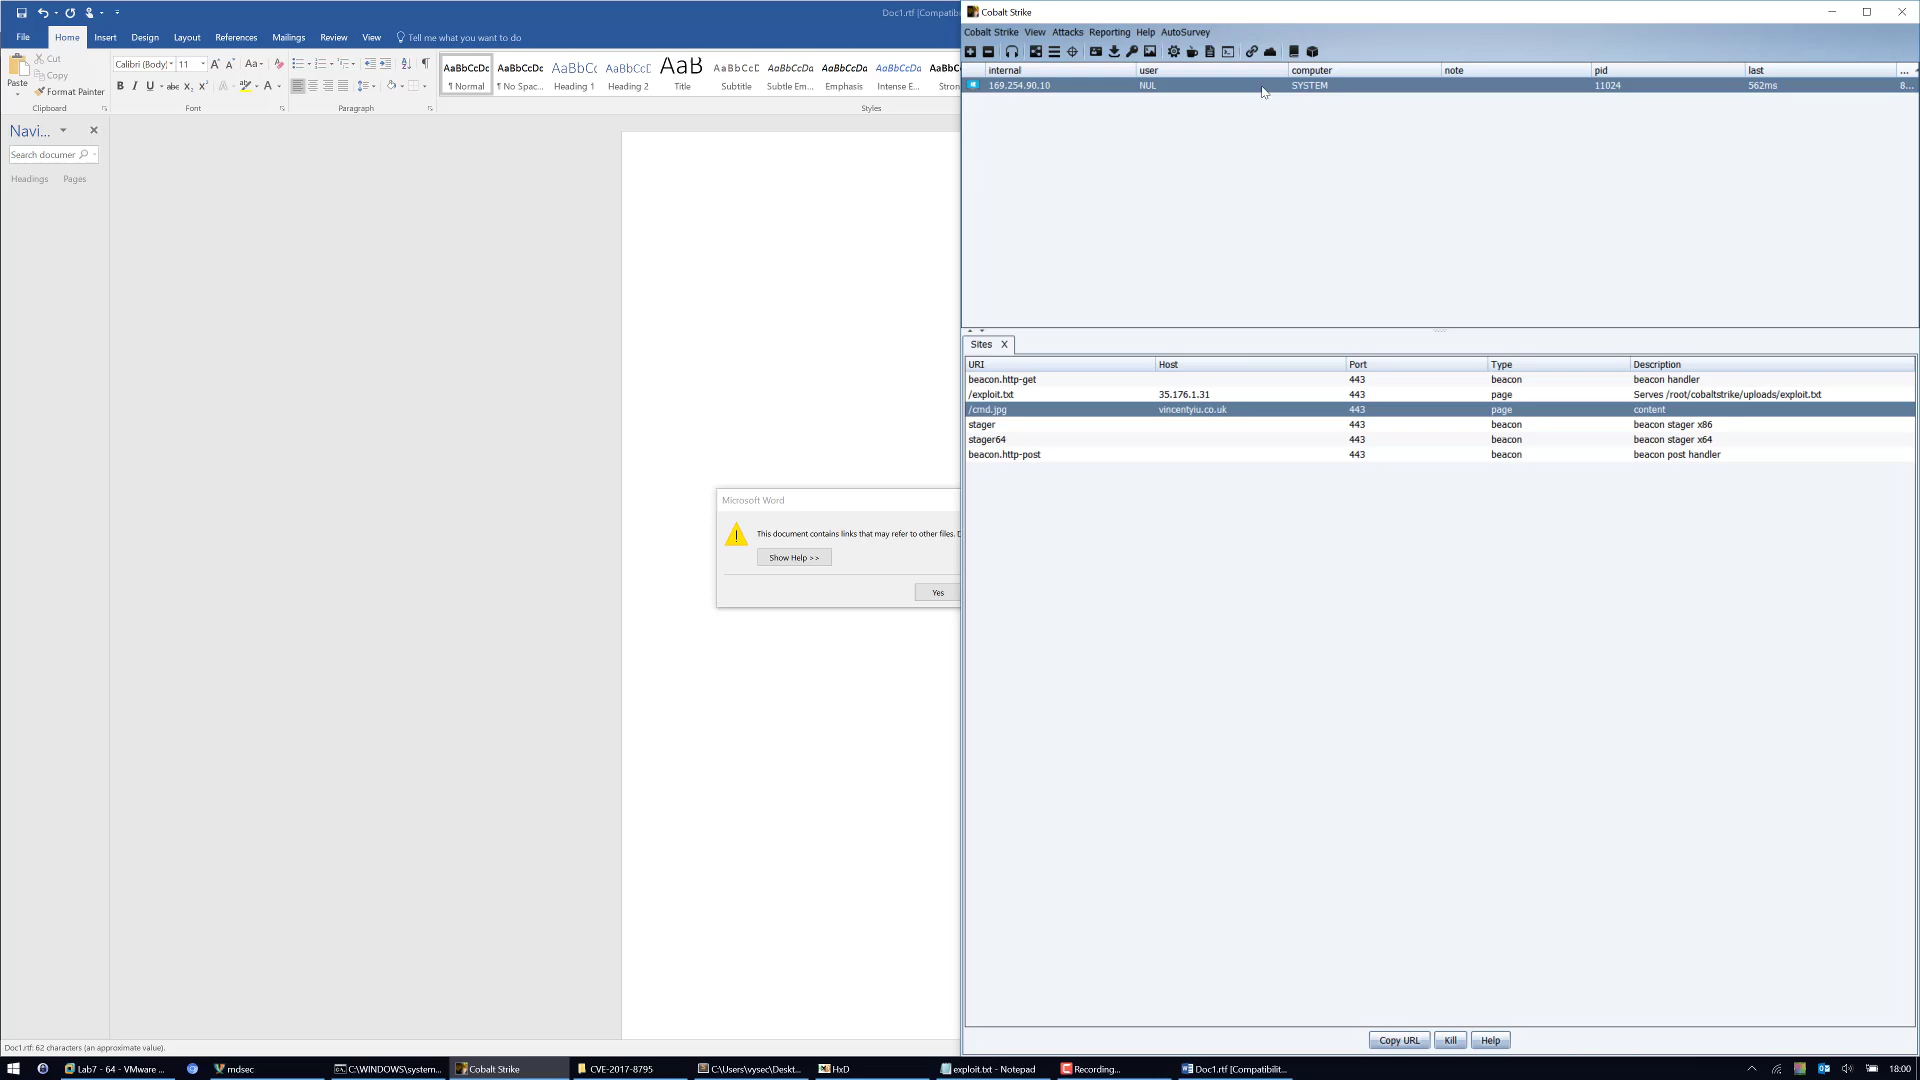 Doc1.rtf [Compatib
File Home Insert Design Layout References Mailings Review View Tell me what you want to do
Paste
Cut
Copy
Format Painter
Clipboard
Calibri (Body) 11
Aa
B I U abc X₂ X² A A
Font
Paragraph
AaBbCcDc AaBbCcDc AaBbCc AaBbCcD AaB AaBbCcD AaBbCcDa AaBbCcDa AaBbCcDa AaBbCc
¶ Normal ¶ No Spac... Heading 1 Heading 2 Title Subtitle Subtle Em... Emphasis Intense E... Stron
Styles
Navi...
Search documer
Headings Pages
Microsoft Word
This document contains links that may refer to other files. D
Show Help >>
Yes
Doc1.rtf: 62 characters (an approximate value).
Cobalt Strike
Cobalt Strike View Attacks Reporting Help AutoSurvey
internal user computer note pid last ...
169.254.90.10 NUL SYSTEM 11024 562ms 8...
Sites X
URI Host Port Type Description
beacon.http-get 443 beacon beacon handler
/exploit.txt 35.176.1.31 443 page Serves /root/cobaltstrike/uploads/exploit.txt
/cmd.jpg vincentyiu.co.uk 443 page content
stager 443 beacon beacon stager x86
stager64 443 beacon beacon stager x64
beacon.http-post 443 beacon beacon post handler
Copy URL Kill Help
Lab7 - 64 - VMware ... mdsec C:\WINDOWS\system... Cobalt Strike CVE-2017-8795 C:\Users\vysec\Deskt... HxD exploit.txt - Notepad Recording... Doc1.rtf [Compatibilit... 18:00